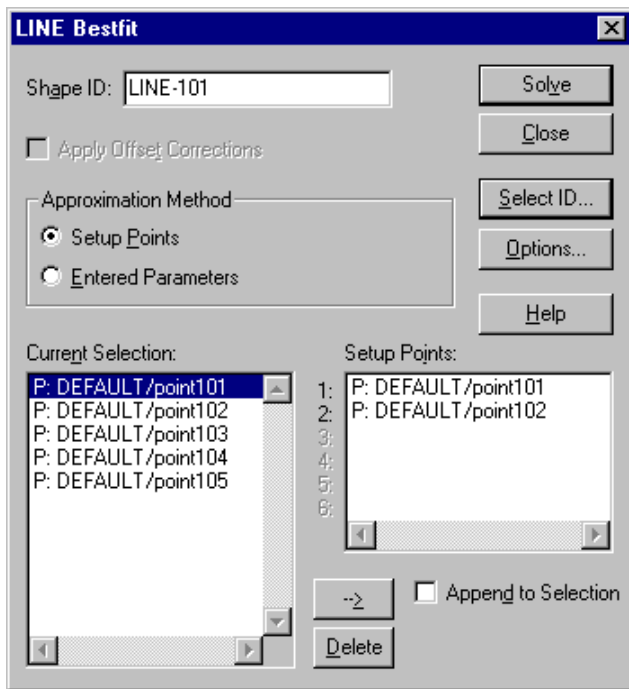 LINE Bestfit
Shape ID: LINE-101
Solve
Apply Offset Corrections
Close
Approximation Method
Select ID...
Setup Points
Options...
Entered Parameters
Help
Current Selection:
Setup Points:
P: DEFAULT/point101
P: DEFAULT/point102
P: DEFAULT/point103
P: DEFAULT/point104
P: DEFAULT/point105
1: P: DEFAULT/point101
2: P: DEFAULT/point102
3:
4:
5:
6:
-->
Append to Selection
Delete